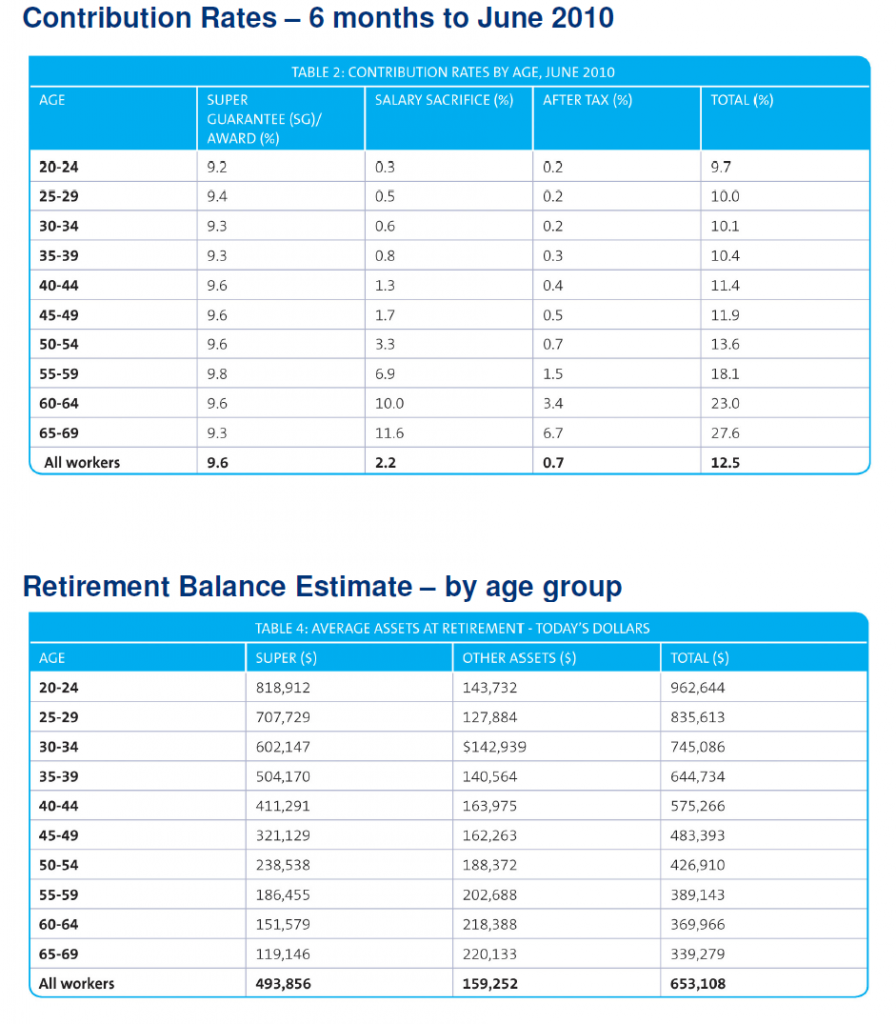 Contribution Rates – 6 months to June 2010
TABLE 2: CONTRIBUTION RATES BY AGE, JUNE 2010
AGE SUPER GUARANTEE (SG)/ AWARD (%) SALARY SACRIFICE (%) AFTER TAX (%) TOTAL (%)
20-24 9.2 0.3 0.2 9.7
25-29 9.4 0.5 0.2 10.0
30-34 9.3 0.6 0.2 10.1
35-39 9.3 0.8 0.3 10.4
40-44 9.6 1.3 0.4 11.4
45-49 9.6 1.7 0.5 11.9
50-54 9.6 3.3 0.7 13.6
55-59 9.8 6.9 1.5 18.1
60-64 9.6 10.0 3.4 23.0
65-69 9.3 11.6 6.7 27.6
All workers 9.6 2.2 0.7 12.5
Retirement Balance Estimate – by age group
TABLE 4: AVERAGE ASSETS AT RETIREMENT - TODAY'S DOLLARS
AGE SUPER ($) OTHER ASSETS ($) TOTAL ($)
20-24 818,912 143,732 962,644
25-29 707,729 127,884 835,613
30-34 602,147 $142,939 745,086
35-39 504,170 140,564 644,734
40-44 411,291 163,975 575,266
45-49 321,129 162,263 483,393
50-54 238,538 188,372 426,910
55-59 186,455 202,688 389,143
60-64 151,579 218,388 369,966
65-69 119,146 220,133 339,279
All workers 493,856 159,252 653,108